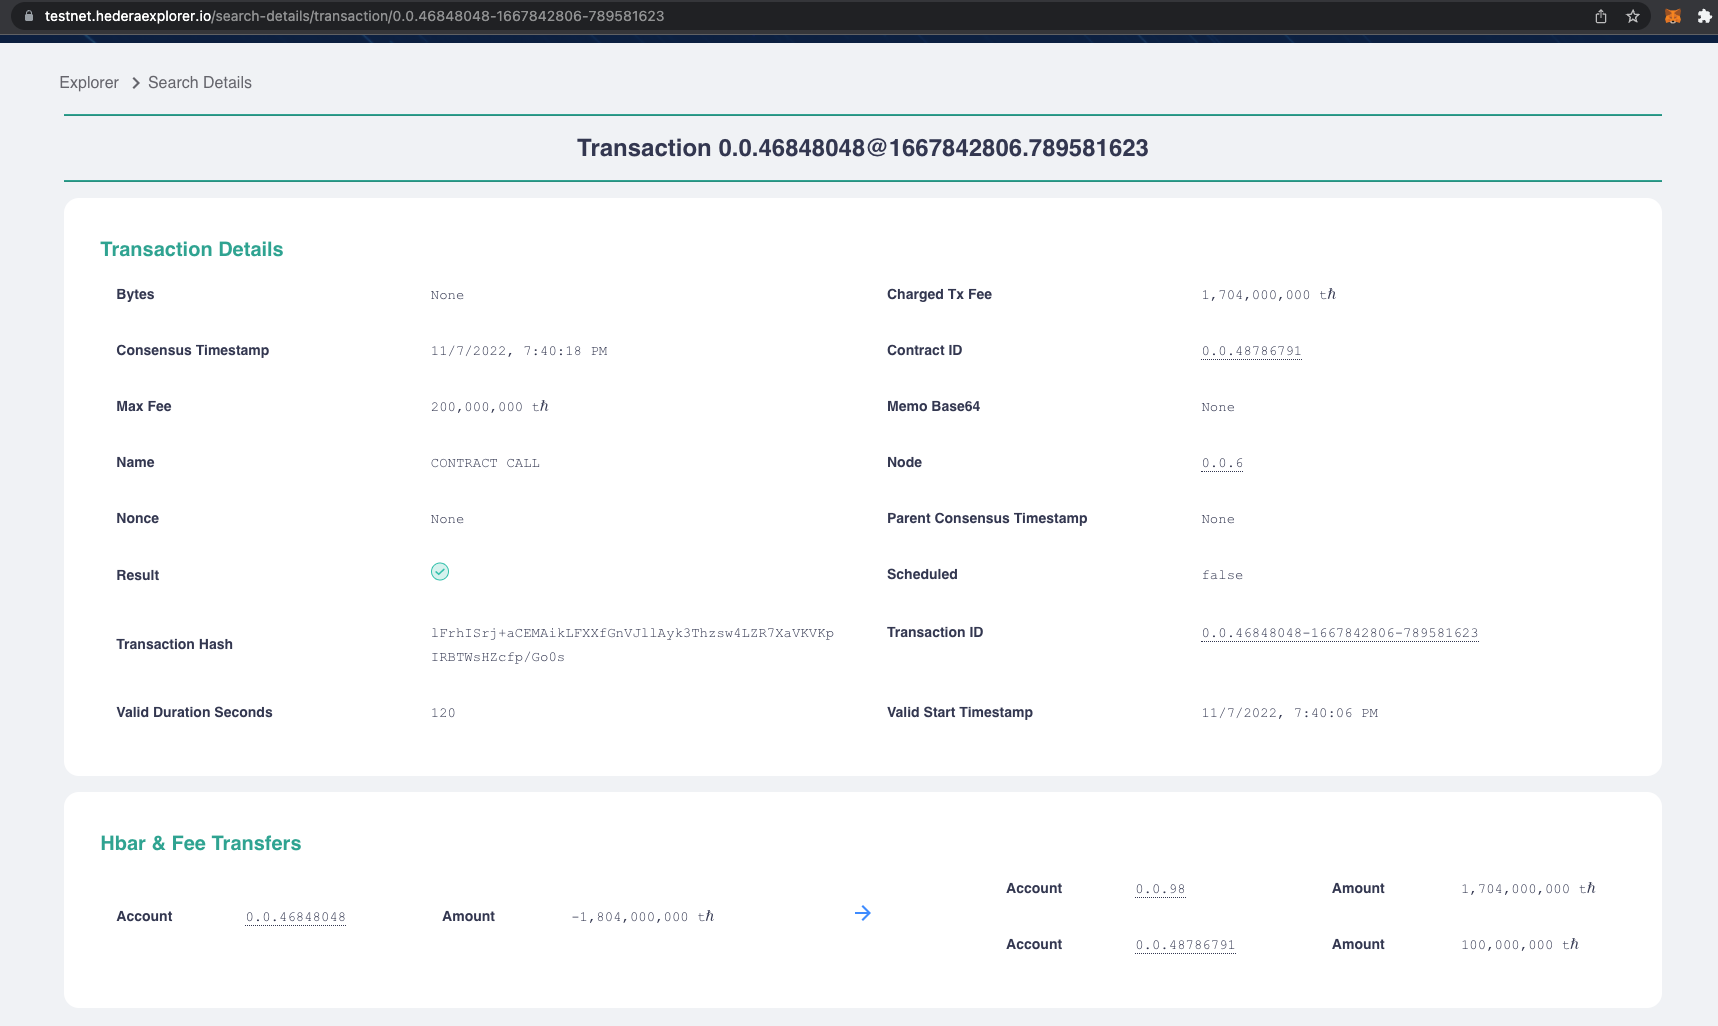 testnet.hederaexplorer.io/search-details/transaction/0.0.46848048-1667842806-789581623
Explorer > Search Details
Transaction 0.0.46848048@1667842806.789581623
Transaction Details
Bytes None Charged Tx Fee 1,704,000,000 tℏ
Consensus Timestamp 11/7/2022, 7:40:18 PM Contract ID 0.0.48786791
Max Fee 200,000,000 tℏ Memo Base64 None
Name CONTRACT CALL Node 0.0.6
Nonce None Parent Consensus Timestamp None
Result Scheduled false
Transaction Hash lFrhISrj+aCEMAikLFXXfGnVJllAyk3Thzsw4LZR7XaVKVKp Transaction ID 0.0.46848048-1667842806-789581623
IRBTWsHZcfp/Go0s
Valid Duration Seconds 120 Valid Start Timestamp 11/7/2022, 7:40:06 PM
Hbar & Fee Transfers
Account 0.0.46848048 Amount -1,804,000,000 tℏ
Account 0.0.98 Amount 1,704,000,000 tℏ
Account 0.0.48786791 Amount 100,000,000 tℏ